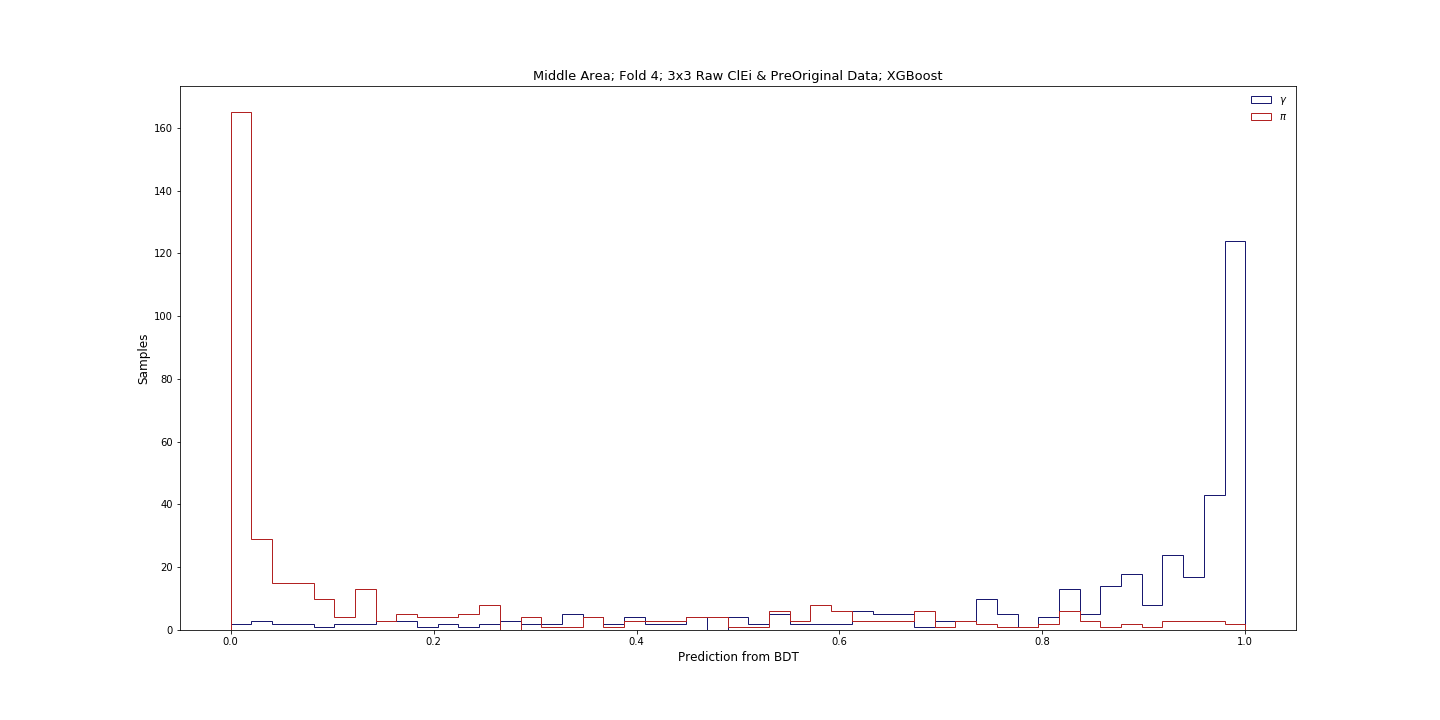 Middle Area; Fold 4; 3x3 Raw ClEi & PreOriginal Data; XGBoost
γ
π
160
140
120
100
80
60
40
20
0
Samples
0.0 0.2 0.4 0.6 0.8 1.0
Prediction from BDT